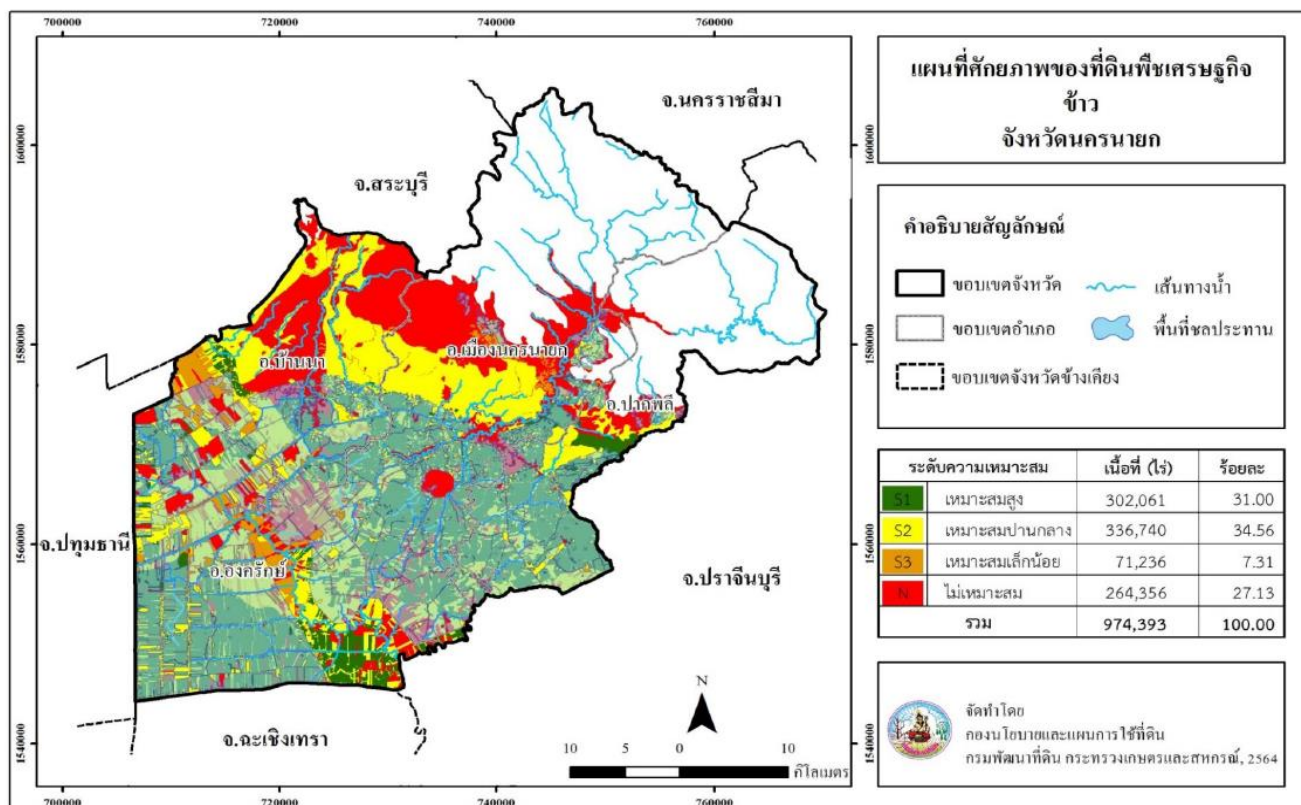 700000 720000 740000 760000
แผนที่ศักยภาพของที่ดินพืชเศรษฐกิจ
ข้าว
จังหวัดนครนายก
จ.นครราชสีมา
จ.สระบุรี
1600000 1600000
คำอธิบายสัญลักษณ์
ขอบเขตจังหวัด เส้นทางน้ำ
ขอบเขตอำเภอ พื้นที่ชลประทาน
ขอบเขตจังหวัดข้างเคียง
1580000 1580000
อ.บ้านนา
อ.เมืองนครนายก
อ.ปากพลี
ระดับความเหมาะสม เนื้อที่ (ไร่) ร้อยละ
S1 เหมาะสมสูง 302,061 31.00
S2 เหมาะสมปานกลาง 336,740 34.56
S3 เหมาะสมเล็กน้อย 71,236 7.31
N ไม่เหมาะสม 264,356 27.13
รวม 974,393 100.00
จ.ปทุมธานี
1560000 1560000
อ.องครักษ์
จ.ปราจีนบุรี
จ.ฉะเชิงเทรา
N
1540000 1540000
10 5 0 10
กิโลเมตร
จัดทำโดย
กองนโยบายและแผนการใช้ที่ดิน
กรมพัฒนาที่ดิน กระทรวงเกษตรและสหกรณ์, 2564
700000 720000 740000 760000